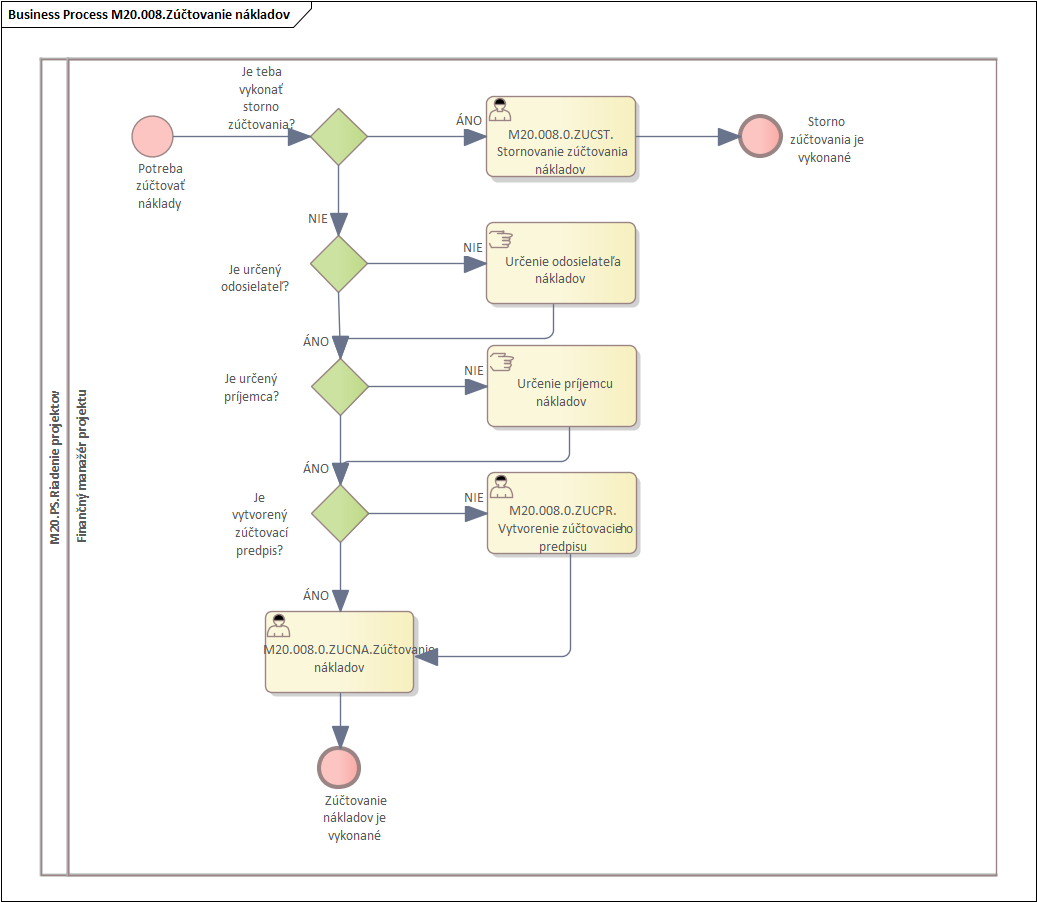 Business Process M20.008.Zúčtovanie nákladov
M20.PS.Riadenie projektov
Finančný manažér projektu
Potreba
zúčtovať
náklady
Je teba
vykonať
storno
zúčtovania?
ÁNO
M20.008.0.ZUCST.
Stornovanie zúčtovania
nákladov
Storno
zúčtovania je
vykonané
NIE
Je určený
odosielateľ?
NIE
Určenie odosielateľa
nákladov
ÁNO
Je určený
príjemca?
NIE
Určenie príjemcu
nákladov
ÁNO
Je
vytvorený
zúčtovací
predpis?
NIE
M20.008.0.ZUCPR.
Vytvorenie zúčtovacieho
predpisu
ÁNO
M20.008.0.ZUCNA.Zúčtovanie
nákladov
Zúčtovanie
nákladov je
vykonané